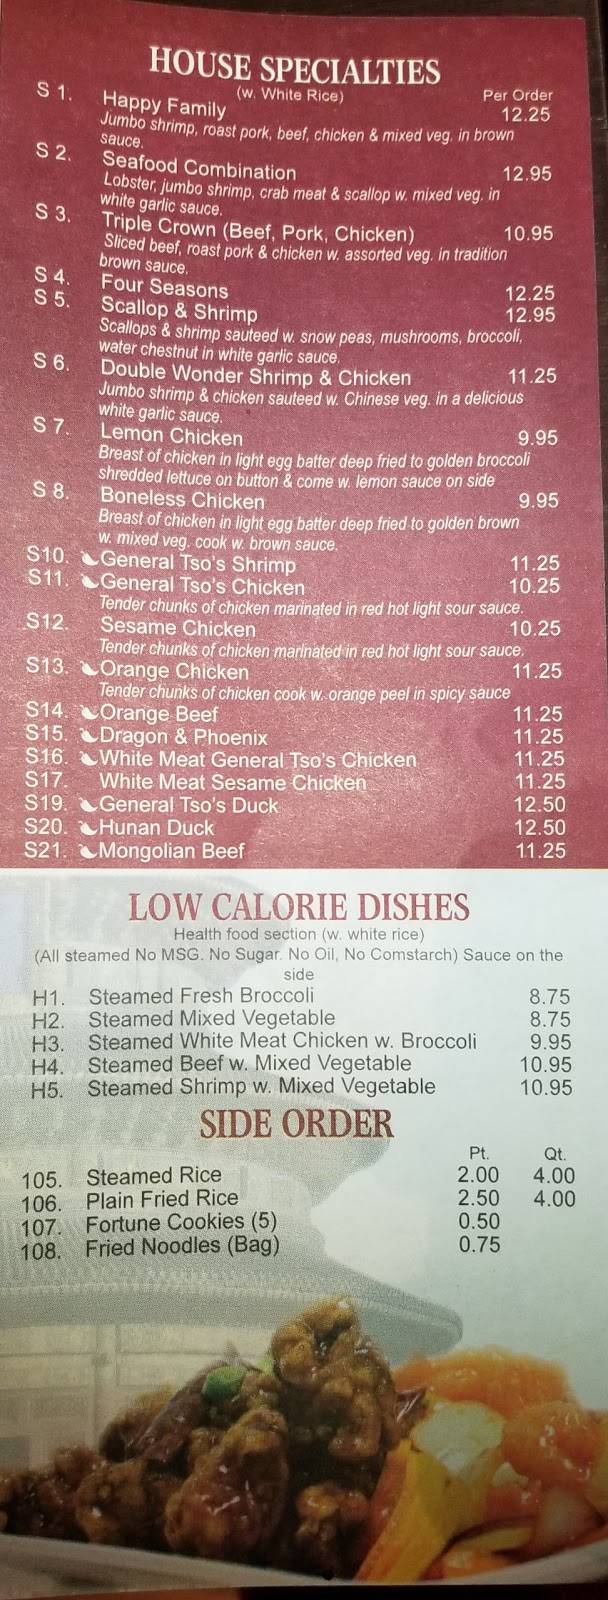 HOUSE SPECIALTIES
(w. White Rice) Per Order
S 1. Happy Family 12.25
Jumbo shrimp, roast pork, beef, chicken & mixed veg. in brown
sauce.
S 2. Seafood Combination 12.95
Lobster, jumbo shrimp, crab meat & scallop w. mixed veg. in
white garlic sauce.
S 3. Triple Crown (Beef, Pork, Chicken) 10.95
Sliced beef, roast pork & chicken w. assorted veg. in tradition
brown sauce.
S 4. Four Seasons 12.25
S 5. Scallop & Shrimp 12.95
Scallops & shrimp sauteed w. snow peas, mushrooms, broccoli,
water chestnut in white garlic sauce.
S 6. Double Wonder Shrimp & Chicken 11.25
Jumbo shrimp & chicken sauteed w. Chinese veg. in a delicious
white garlic sauce.
S 7. Lemon Chicken 9.95
Breast of chicken in light egg batter deep fried to golden broccoli
shredded lettuce on button & come w. lemon sauce on side
S 8. Boneless Chicken 9.95
Breast of chicken in light egg batter deep fried to golden brown
w. mixed veg. cook w. brown sauce.
S10. General Tso's Shrimp 11.25
S11. General Tso's Chicken 10.25
Tender chunks of chicken marinated in red hot light sour sauce.
S12. Sesame Chicken 10.25
Tender chunks of chicken marinated in red hot light sour sauce.
S13. Orange Chicken 11.25
Tender chunks of chicken cook w. orange peel in spicy sauce
S14. Orange Beef 11.25
S15. Dragon & Phoenix 11.25
S16. White Meat General Tso's Chicken 11.25
S17. White Meat Sesame Chicken 11.25
S19. General Tso's Duck 12.50
S20. Hunan Duck 12.50
S21. Mongolian Beef 11.25
LOW CALORIE DISHES
Health food section (w. white rice)
(All steamed No MSG. No Sugar. No Oil, No Comstarch) Sauce on the
side
H1. Steamed Fresh Broccoli 8.75
H2. Steamed Mixed Vegetable 8.75
H3. Steamed White Meat Chicken w. Broccoli 9.95
H4. Steamed Beef w. Mixed Vegetable 10.95
H5. Steamed Shrimp w. Mixed Vegetable 10.95
SIDE ORDER
Pt. Qt.
105. Steamed Rice 2.00 4.00
106. Plain Fried Rice 2.50 4.00
107. Fortune Cookies (5) 0.50
108. Fried Noodles (Bag) 0.75